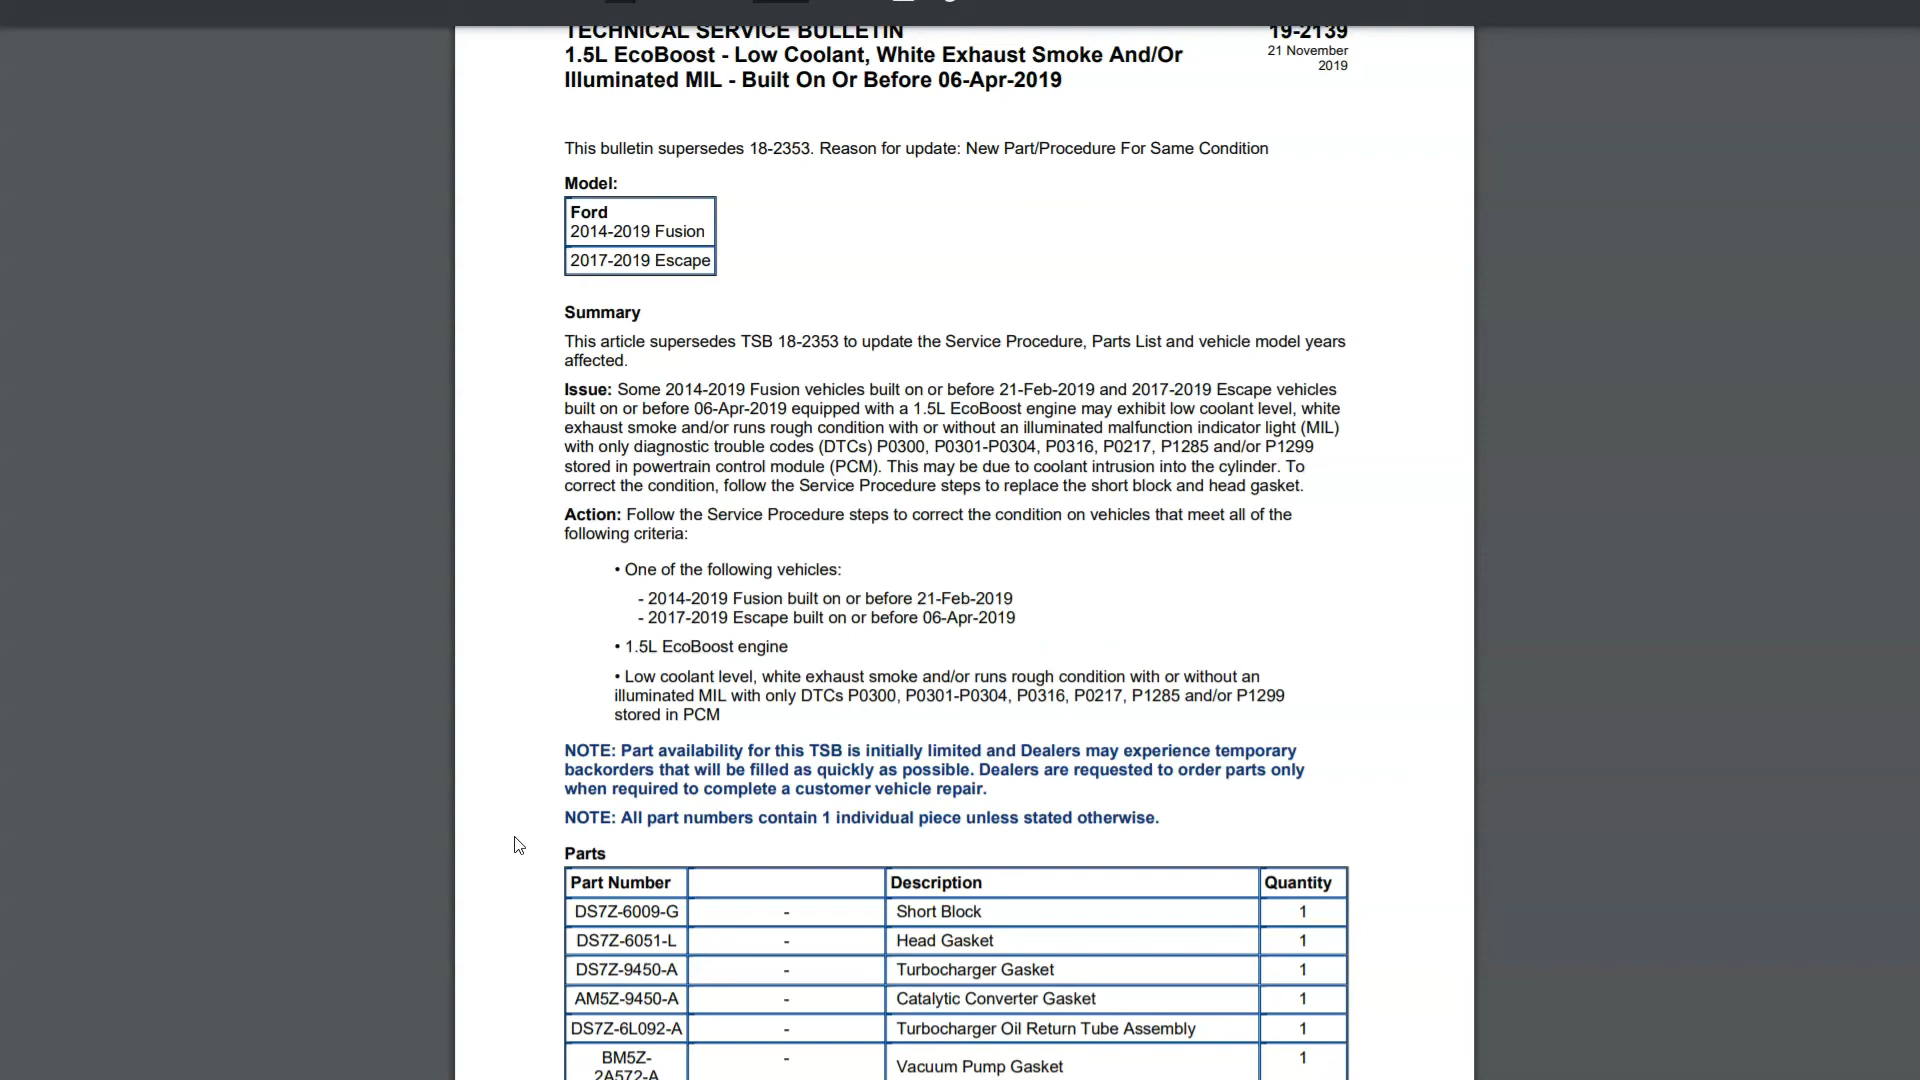 TECHNICAL SERVICE BULLETIN 19-2139
1.5L EcoBoost - Low Coolant, White Exhaust Smoke And/Or 21 November
2019
Illuminated MIL - Built On Or Before 06-Apr-2019
This bulletin supersedes 18-2353. Reason for update: New Part/Procedure For Same Condition
Model:
Ford
2014-2019 Fusion
2017-2019 Escape
Summary
This article supersedes TSB 18-2353 to update the Service Procedure, Parts List and vehicle model years
affected.
Issue: Some 2014-2019 Fusion vehicles built on or before 21-Feb-2019 and 2017-2019 Escape vehicles
built on or before 06-Apr-2019 equipped with a 1.5L EcoBoost engine may exhibit low coolant level, white
exhaust smoke and/or runs rough condition with or without an illuminated malfunction indicator light (MIL)
with only diagnostic trouble codes (DTCs) P0300, P0301-P0304, P0316, P0217, P1285 and/or P1299
stored in powertrain control module (PCM). This may be due to coolant intrusion into the cylinder. To
correct the condition, follow the Service Procedure steps to replace the short block and head gasket.
Action: Follow the Service Procedure steps to correct the condition on vehicles that meet all of the
following criteria:
• One of the following vehicles:
- 2014-2019 Fusion built on or before 21-Feb-2019
- 2017-2019 Escape built on or before 06-Apr-2019
• 1.5L EcoBoost engine
• Low coolant level, white exhaust smoke and/or runs rough condition with or without an
illuminated MIL with only DTCs P0300, P0301-P0304, P0316, P0217, P1285 and/or P1299
stored in PCM
NOTE: Part availability for this TSB is initially limited and Dealers may experience temporary
backorders that will be filled as quickly as possible. Dealers are requested to order parts only
when required to complete a customer vehicle repair.
NOTE: All part numbers contain 1 individual piece unless stated otherwise.
Parts
Part Number Description Quantity
DS7Z-6009-G - Short Block 1
DS7Z-6051-L - Head Gasket 1
DS7Z-9450-A - Turbocharger Gasket 1
AM5Z-9450-A - Catalytic Converter Gasket 1
DS7Z-6L092-A - Turbocharger Oil Return Tube Assembly 1
BM5Z- - Vacuum Pump Gasket 1
2A572-A